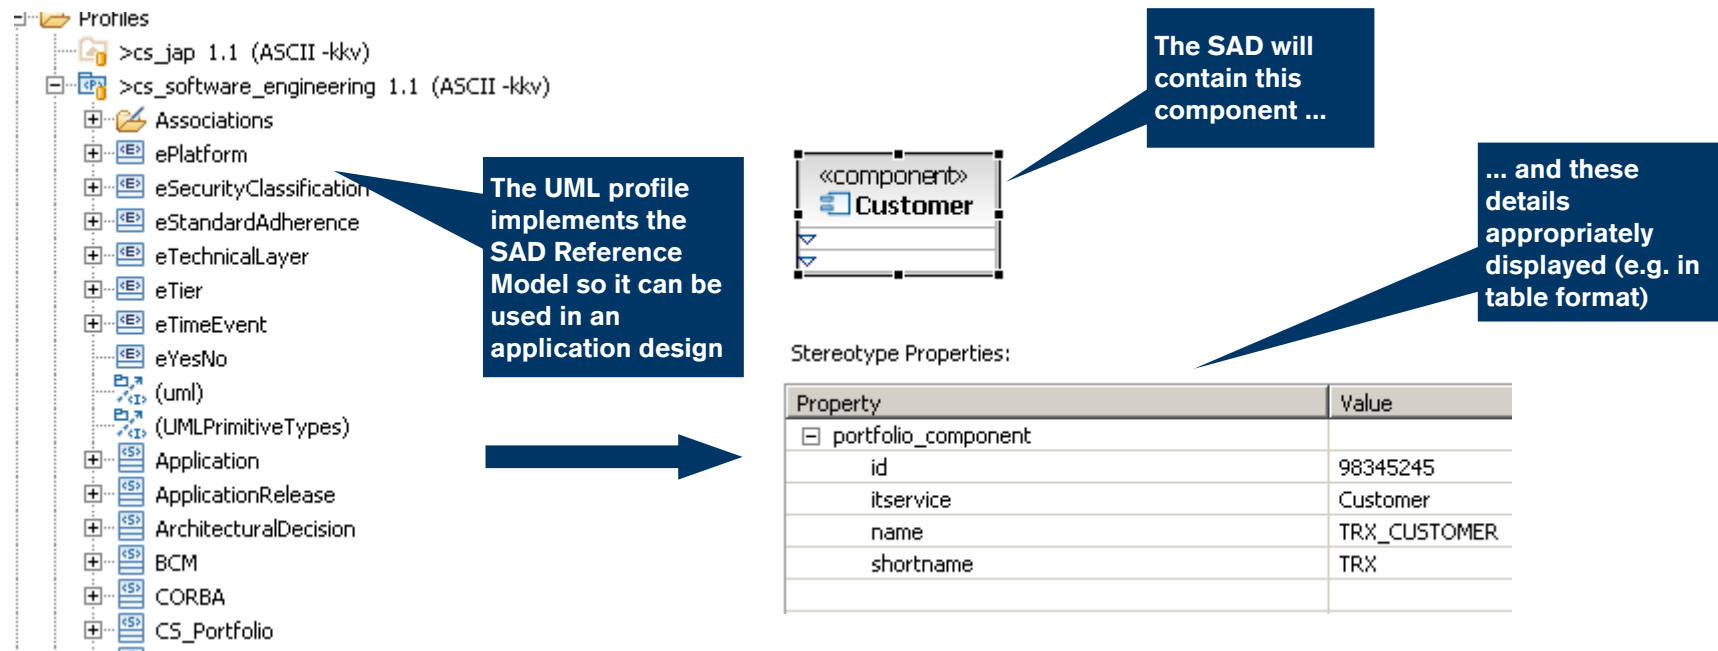 Profiles
>cs_jap 1.1 (ASCII -kkv)
>cs_software_engineering 1.1 (ASCII -kkv)
Associations
<E> ePlatform
<E> eSecurityClassification
<E> eStandardAdherence
<E> eTechnicalLayer
<E> eTier
<E> eTimeEvent
<E> eYesNo
<I> (uml)
<I> (UMLPrimitiveTypes)
<S> Application
<S> ApplicationRelease
<S> ArchitecturalDecision
<S> BCM
<S> CORBA
<S> CS_Portfolio
The UML profile
implements the
SAD Reference
Model so it can be
used in an
application design
The SAD will
contain this
component ...
«component»
Customer
... and these
details
appropriately
displayed (e.g. in
table format)
Stereotype Properties:
Property Value
portfolio_component
id 98345245
itservice Customer
name TRX_CUSTOMER
shortname TRX